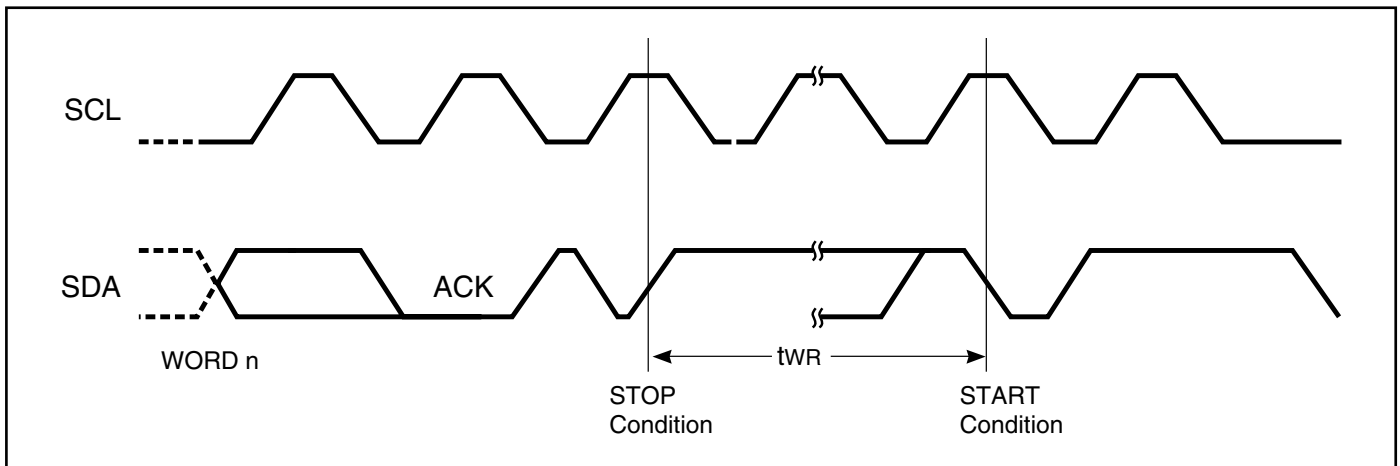 SCL
SDA
ACK
WORD n
tWR
STOP
Condition
START
Condition